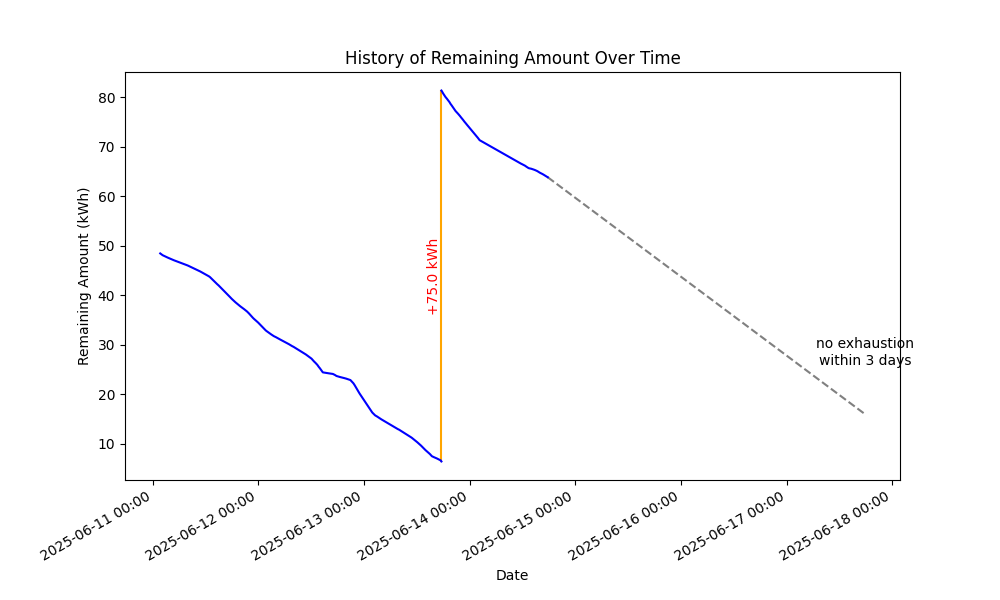 History of Remaining Amount Over Time
Remaining Amount (kWh)
80
70
60
50
40
30
20
10
+75.0 kWh
no exhaustion
within 3 days
2025-06-11 00:00
2025-06-12 00:00
2025-06-13 00:00
2025-06-14 00:00
2025-06-15 00:00
2025-06-16 00:00
2025-06-17 00:00
2025-06-18 00:00
Date